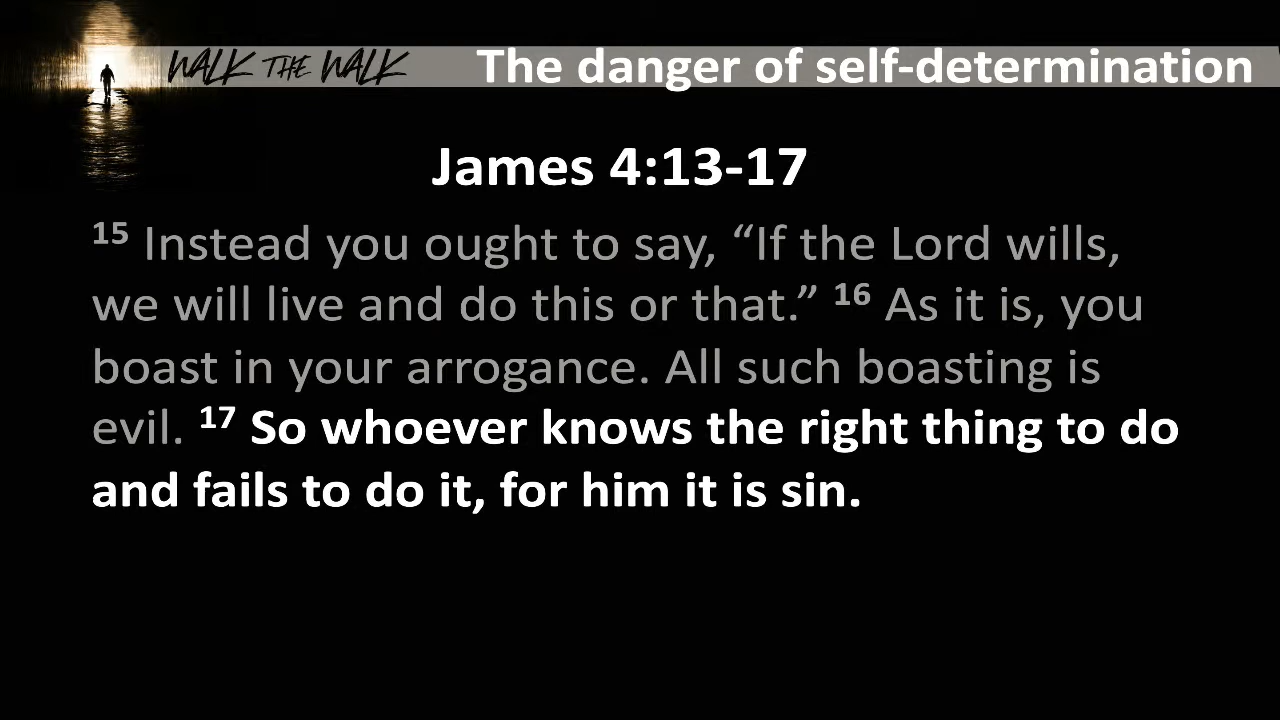 WALK THE WALK
The danger of self-determination
James 4:13-17
15 Instead you ought to say, “If the Lord wills,
we will live and do this or that.” 16 As it is, you
boast in your arrogance. All such boasting is
evil. 17 So whoever knows the right thing to do
and fails to do it, for him it is sin.